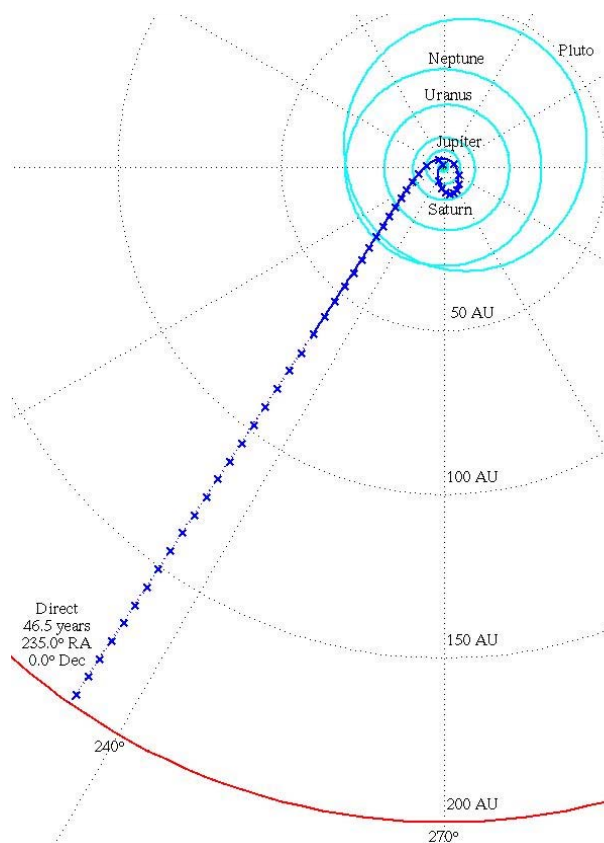 Neptune
Pluto
Uranus
Jupiter
Saturn
50 AU
100 AU
150 AU
Direct
46.5 years
235.0° RA
0.0° Dec
240°
200 AU
270°